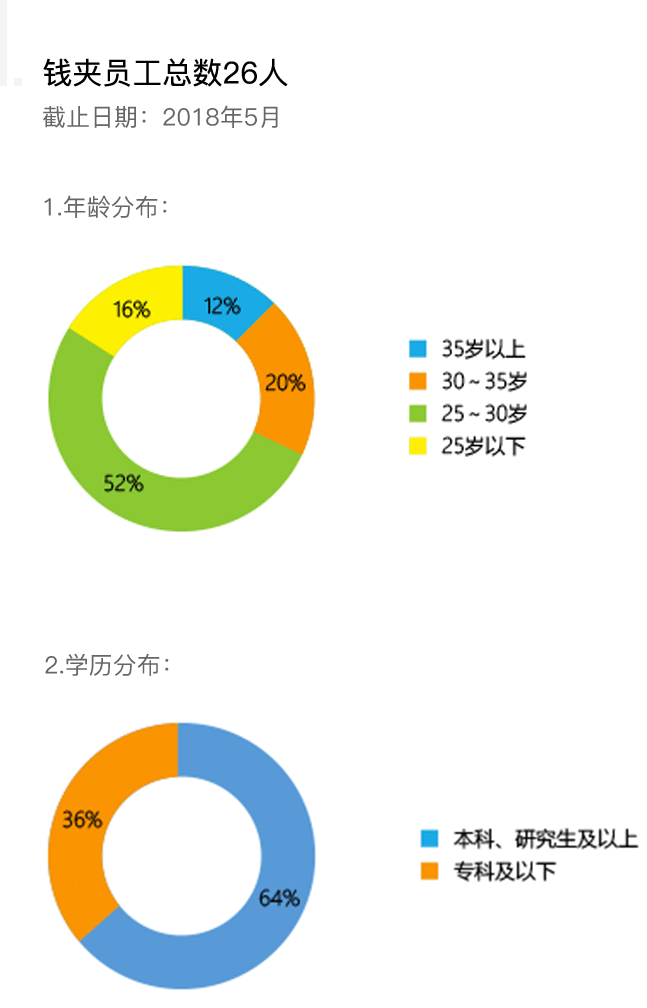 钱夹员工总数26人
截止日期：2018年5月
1.年龄分布：
16%
12%
20%
52%
35岁以上
30~35岁
25~30岁
25岁以下
2.学历分布：
36%
64%
本科、研究生及以上
专科及以下